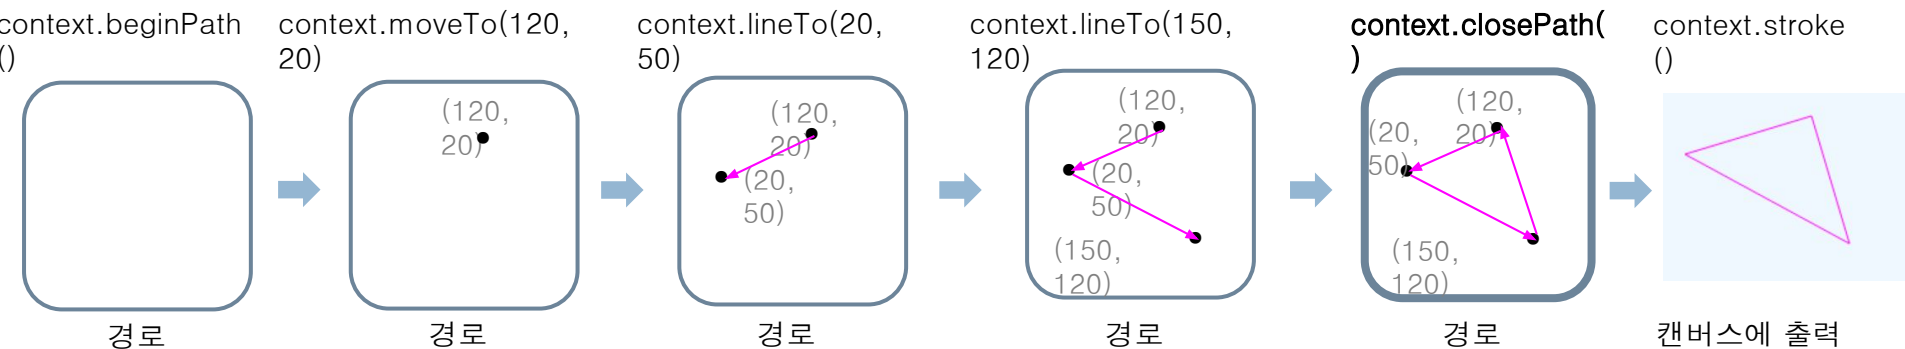 context.beginPath
()
context.moveTo(120,
20)
context.lineTo(20,
50)
context.lineTo(150,
120)
context.closePath(
)
context.stroke
()
(120,
20)
(120,
20)
(20,
50)
(120,
20)
(20,
50)
(150,
120)
(120,
20)
(20,
50)
(150,
120)
경로
경로
경로
경로
경로
캔버스에 출력